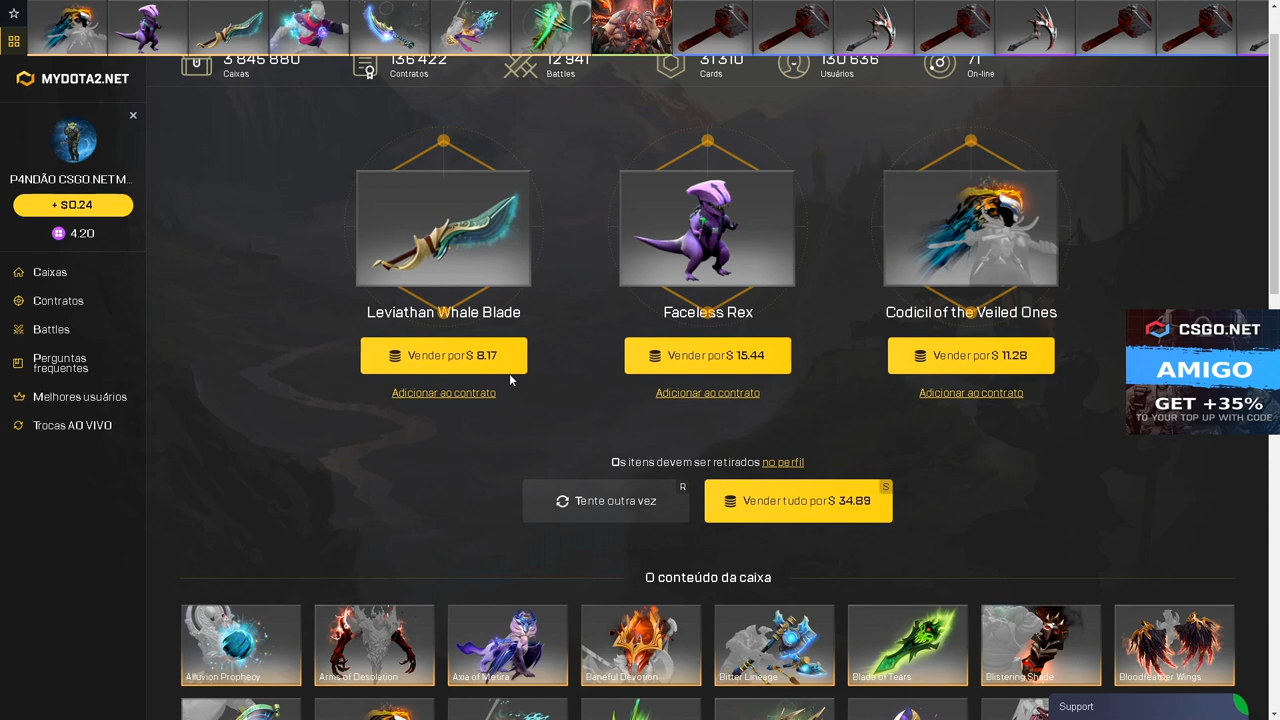 3 845 880
Caixas
136 422
Contratos
12 941
Battles
31 310
Cards
130 636
Usuários
71
On-line
MYDOTA2.NET
P4NDÃO CSGO.NET M...
+ $0.24
4.20
Caixas
Contratos
Battles
Perguntas
frequentes
Melhores usuários
Trocas AO VIVO
Leviathan Whale Blade
Faceless Rex
Codicil of the Veiled Ones
Vender por $ 8.17
Vender por $ 15.44
Vender por $ 11.28
Adicionar ao contrato
Adicionar ao contrato
Adicionar ao contrato
CSGO.NET
AMIGO
GET +35%
TO YOUR TOP UP WITH CODE
Os itens devem ser retirados no perfil
Tente outra vez
R
Vender tudo por $ 34.89
S
O conteúdo da caixa
Alluvion Prophecy
Arms of Desolation
Axia of Metira
Baneful Devotion
Bitter Lineage
Blade of Tears
Blistering Shade
Bloodfeather Wings
Support